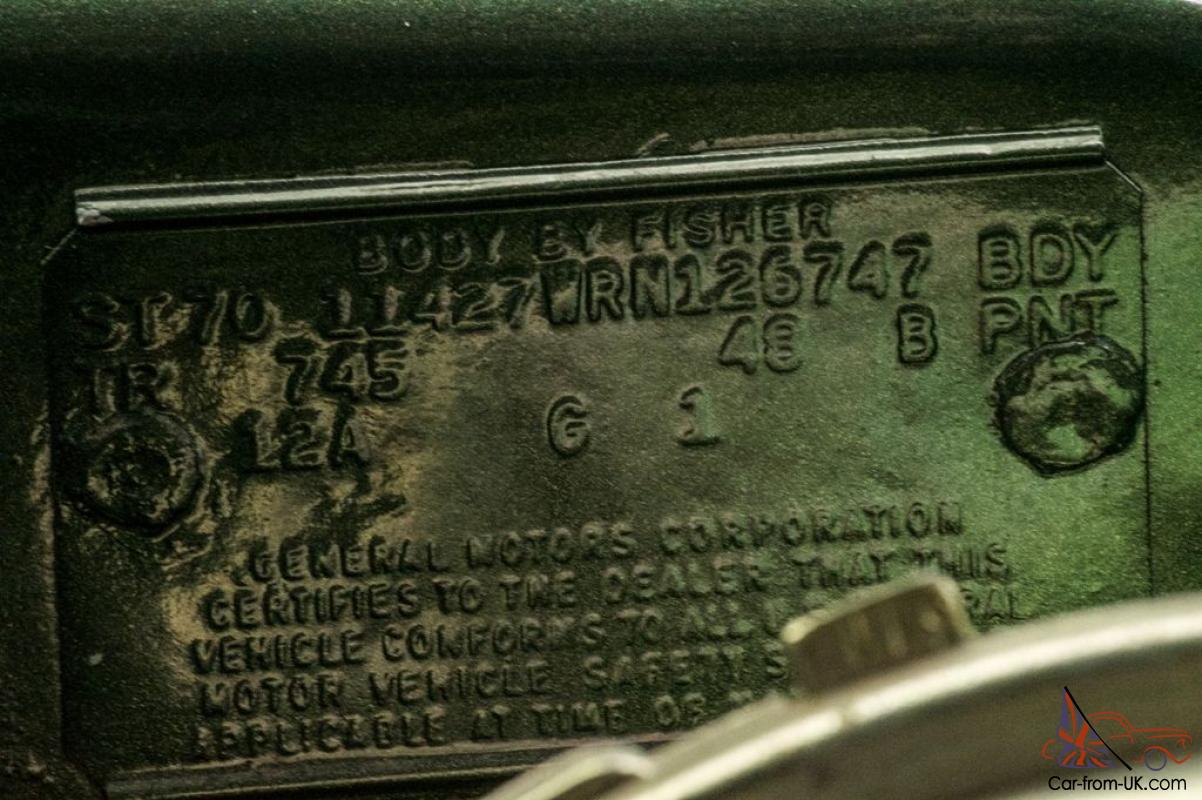 BODY BY FISHER
ST 70 11427 WRN126747 BDY
TR 745 48 B PNT
12A G 1
GENERAL MOTORS CORPORATION
CERTIFIES TO THE DEALER THAT THIS
VEHICLE CONFORMS TO ALL
MOTOR VEHICLE SAFETY
APPLICABLE AT TIME OF
Car-from-UK.com